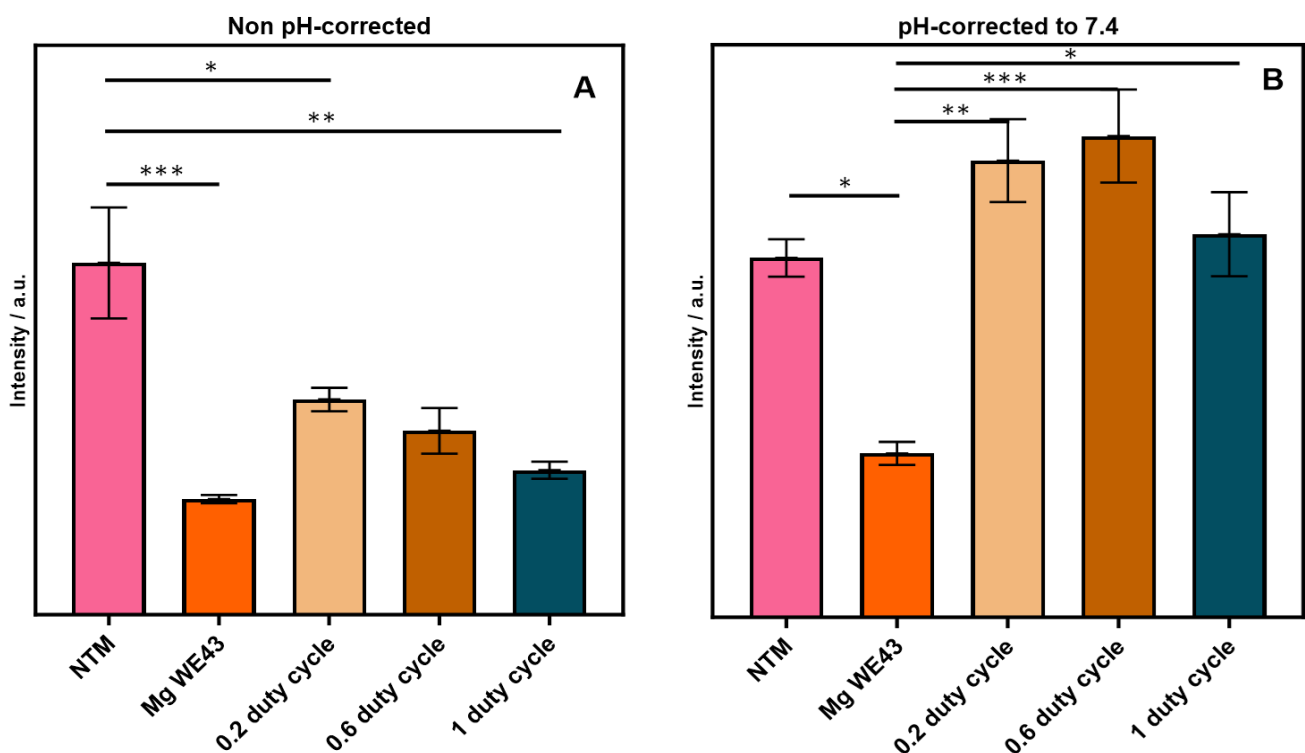 Non pH-corrected
A
*
**
***
Intensity / a.u.
NTM
Mg WE43
0.2 duty cycle
0.6 duty cycle
1 duty cycle
pH-corrected to 7.4
B
*
***
**
*
Intensity / a.u.
NTM
Mg WE43
0.2 duty cycle
0.6 duty cycle
1 duty cycle